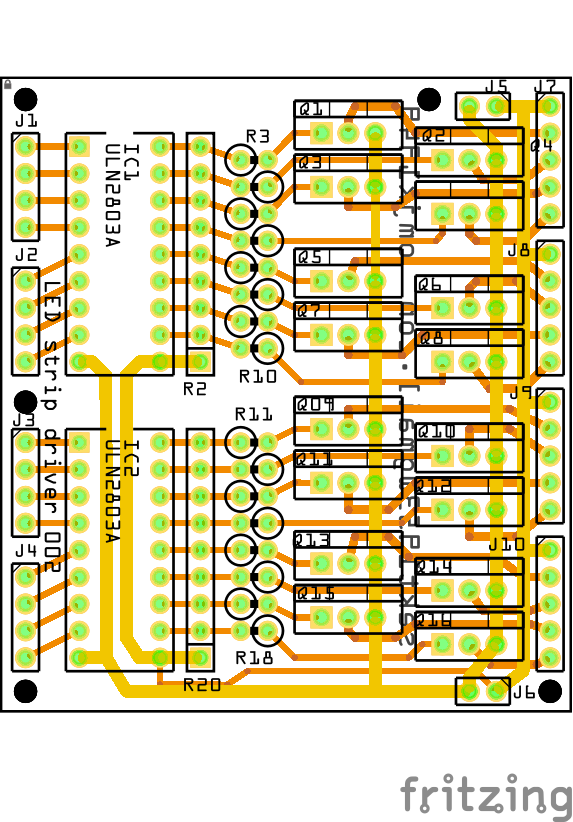 J5
J7
J1
Q1
R3
Q2
Q4
IC1
ULN2803A
Q3
J2
Q5
J8
Q6
Q7
Q8
LED strip driver 002
R2
R10
J9
J3
R11
Q09
Q10
IC2
ULN2803A
Q11
Q12
J4
Q13
J10
Q14
Q15
Q16
R18
R20
J6
fritzing